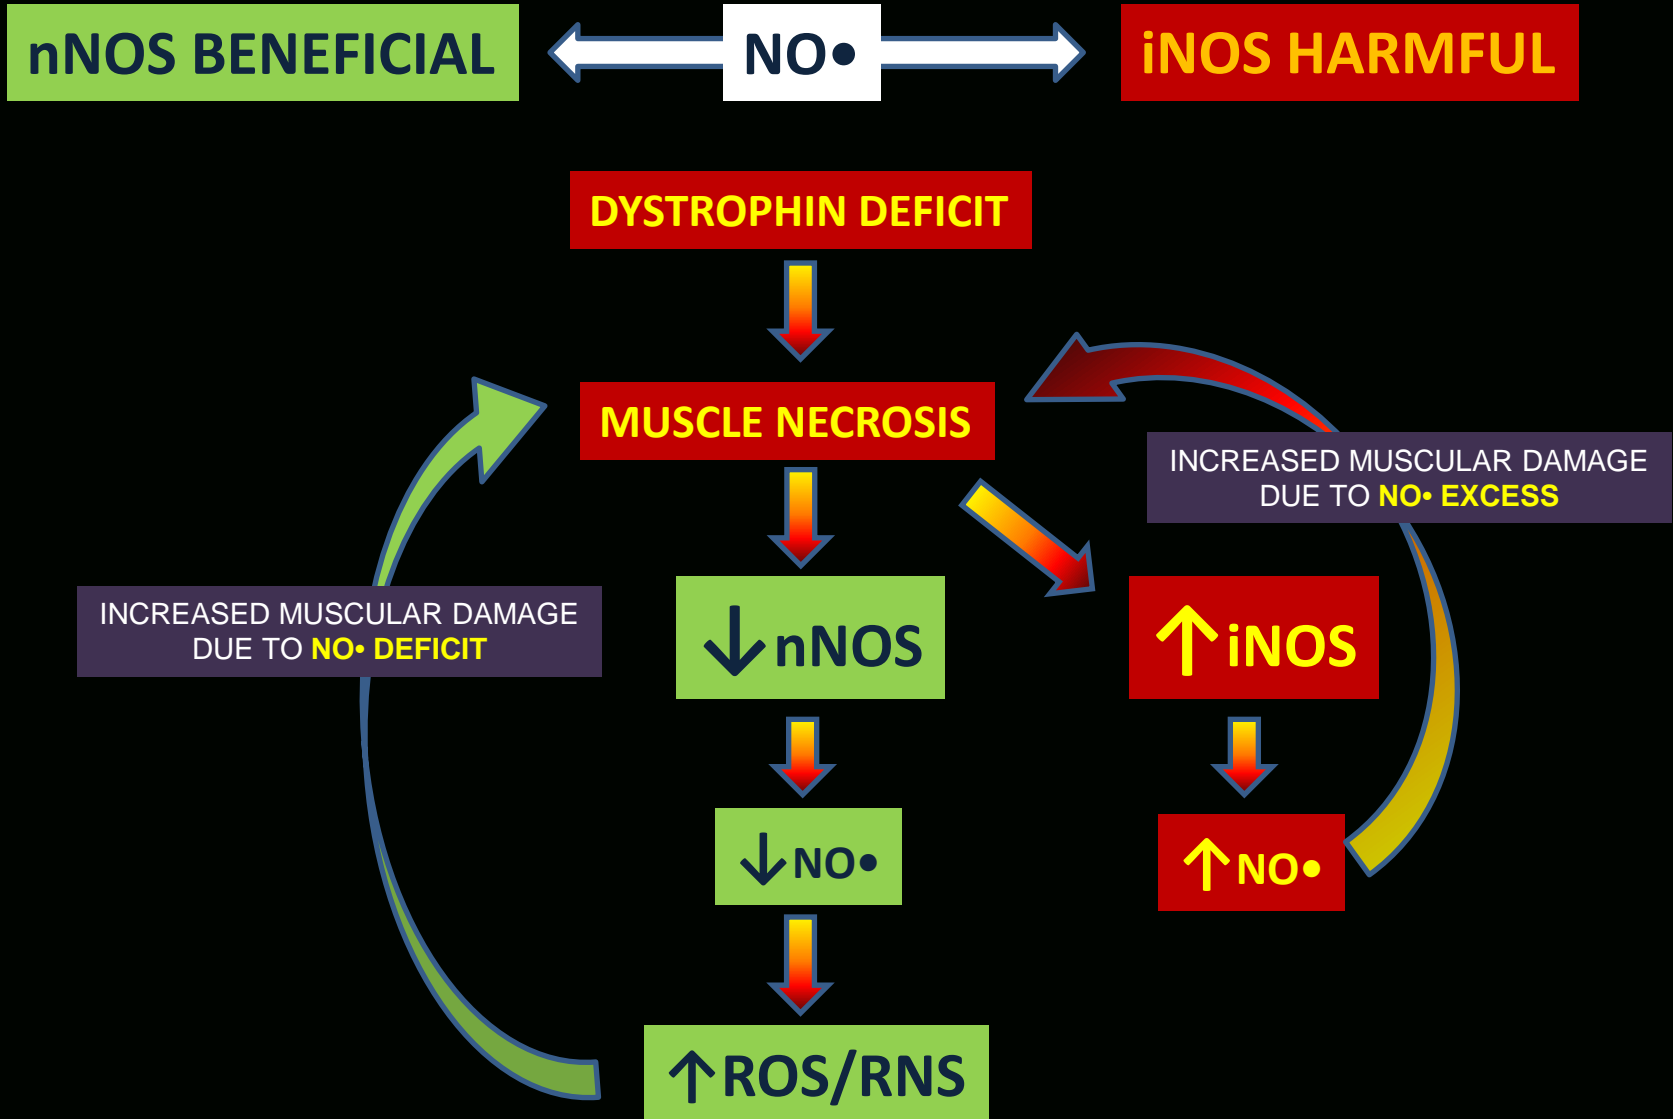 nNOS BENEFICIAL
NO●
iNOS HARMFUL
DYSTROPHIN DEFICIT
MUSCLE NECROSIS
INCREASED MUSCULAR DAMAGE
DUE TO NO• EXCESS
INCREASED MUSCULAR DAMAGE
DUE TO NO• DEFICIT
↓nNOS
↑iNOS
↓NO●
↑NO●
↑ROS/RNS